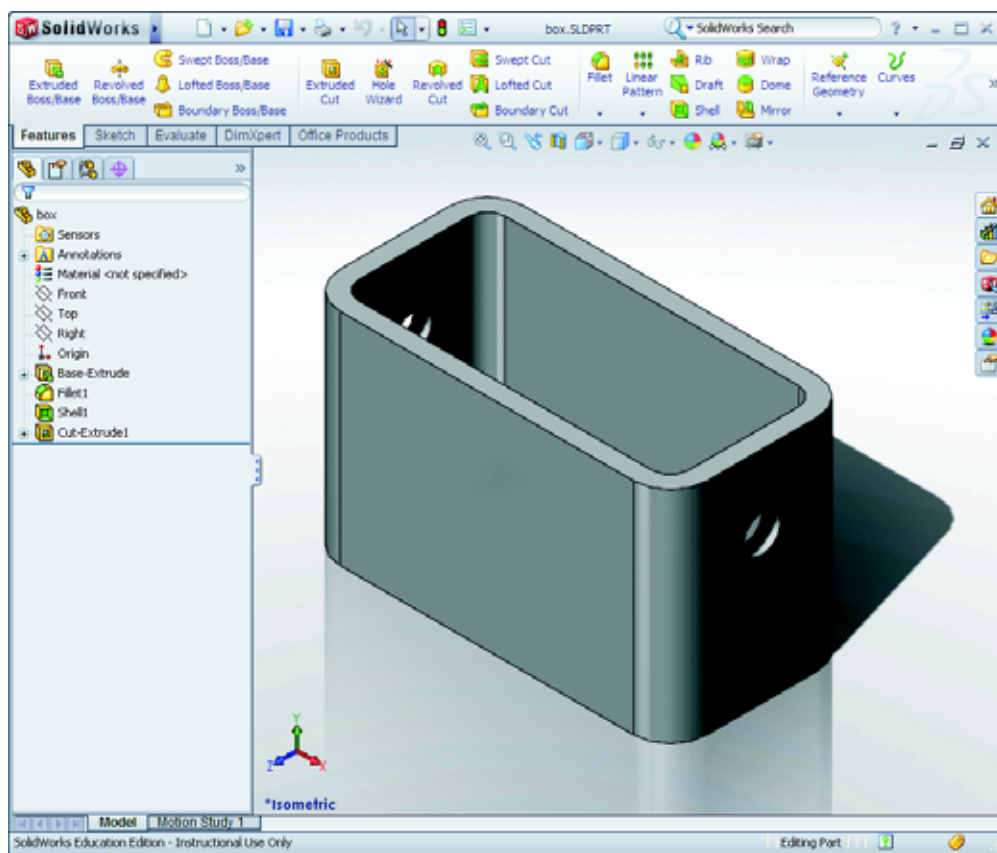 SolidWorks box.SLDPRT SolidWorks Search ?
Extruded Boss/Base
Revolved Boss/Base
Swept Boss/Base
Lofted Boss/Base
Boundary Boss/Base
Extruded Cut
Hole Wizard
Revolved Cut
Swept Cut
Lofted Cut
Boundary Cut
Fillet
Linear Pattern
Rib
Draft
Shell
Wrap
Dome
Mirror
Reference Geometry
Curves
Features Sketch Evaluate DimXpert Office Products
box
Sensors
Annotations
Material <not specified>
Front
Top
Right
Origin
Base-Extrude
Fillet1
Shell1
Cut-Extrude1
Y
Z X
*Isometric
Model Motion Study 1
SolidWorks Education Edition - Instructional Use Only Editing Part